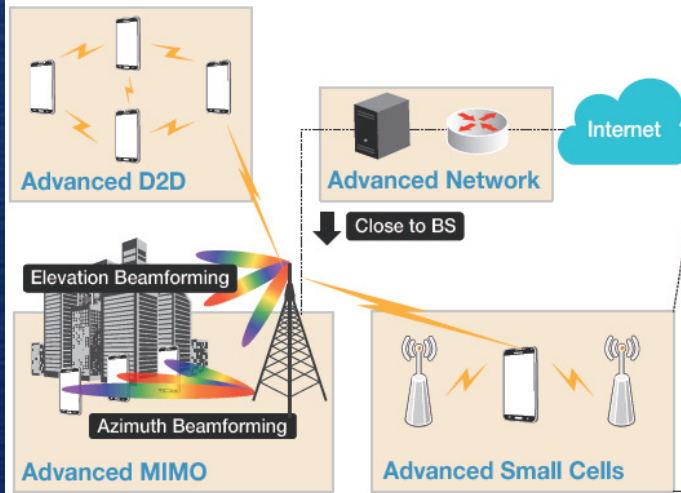 Advanced D2D
Internet
Advanced Network
Close to BS
Elevation Beamforming
Azimuth Beamforming
Advanced MIMO
Advanced Small Cells